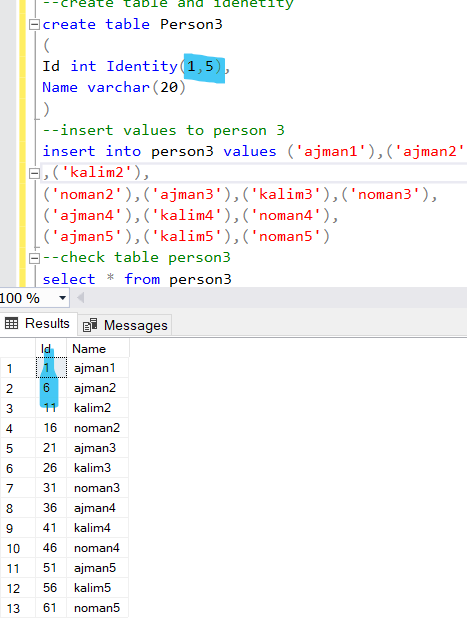 --create table and idenetity
create table Person3
(
Id int Identity(1,5),
Name varchar(20)
)
--insert values to person 3
insert into person3 values ('ajman1'),('ajman2'
,('kalim2'),
('noman2'),('ajman3'),('kalim3'),('noman3'),
('ajman4'),('kalim4'),('noman4'),
('ajman5'),('kalim5'),('noman5')
--check table person3
select * from person3
100 %
Results Messages
Id Name
1 1 ajman1
2 6 ajman2
3 11 kalim2
4 16 noman2
5 21 ajman3
6 26 kalim3
7 31 noman3
8 36 ajman4
9 41 kalim4
10 46 noman4
11 51 ajman5
12 56 kalim5
13 61 noman5